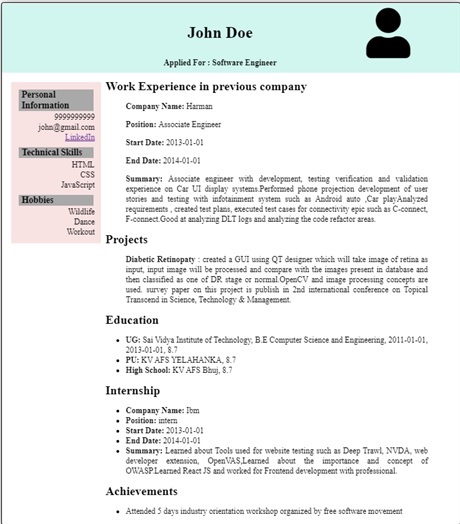 John Doe
Applied For : Software Engineer
Personal
Information
9999999999
john@gmail.com
LinkedIn
Technical Skills
HTML
CSS
JavaScript
Hobbies
Wildlife
Dance
Workout
Work Experience in previous company
Company Name: Harman
Position: Associate Engineer
Start Date: 2013-01-01
End Date: 2014-01-01
Summary: Associate engineer with development, testing verification and validation
experience on Car UI display systems.Performed phone projection development of user
stories and testing with infotainment system such as Android auto ,Car playAnalyzed
requirements , created test plans, executed test cases for connectivity epic such as C-connect,
F-connect.Good at analyzing DLT logs and analyzing the code refactor areas.
Projects
Diabetic Retinopaty : created a GUI using QT designer which will take image of retina as
input, input image will be processed and compare with the images present in database and
then classified as one of DR stage or normal.OpenCV and image processing concepts are
used. survey paper on this project is publish in 2nd international conference on Topical
Transcend in Science, Technology & Management.
Education
• UG: Sai Vidya Institute of Technology, B.E Computer Science and Engineering, 2011-01-01,
2013-01-01, 8.7
• PU: KV AFS YELAHANKA, 8.7
• High School: KV AFS Bhuj, 8.7
Internship
• Company Name: Ibm
• Position: intern
• Start Date: 2013-01-01
• End Date: 2014-01-01
• Summary: Learned about Tools used for website testing such as Deep Trawl, NVDA, web
developer extension, OpenVAS,Learned about the importance and concept of
OWASP.Learned React JS and worked for Frontend development with professional.
Achievements
• Attended 5 days industry orientation workshop organized by free software movement